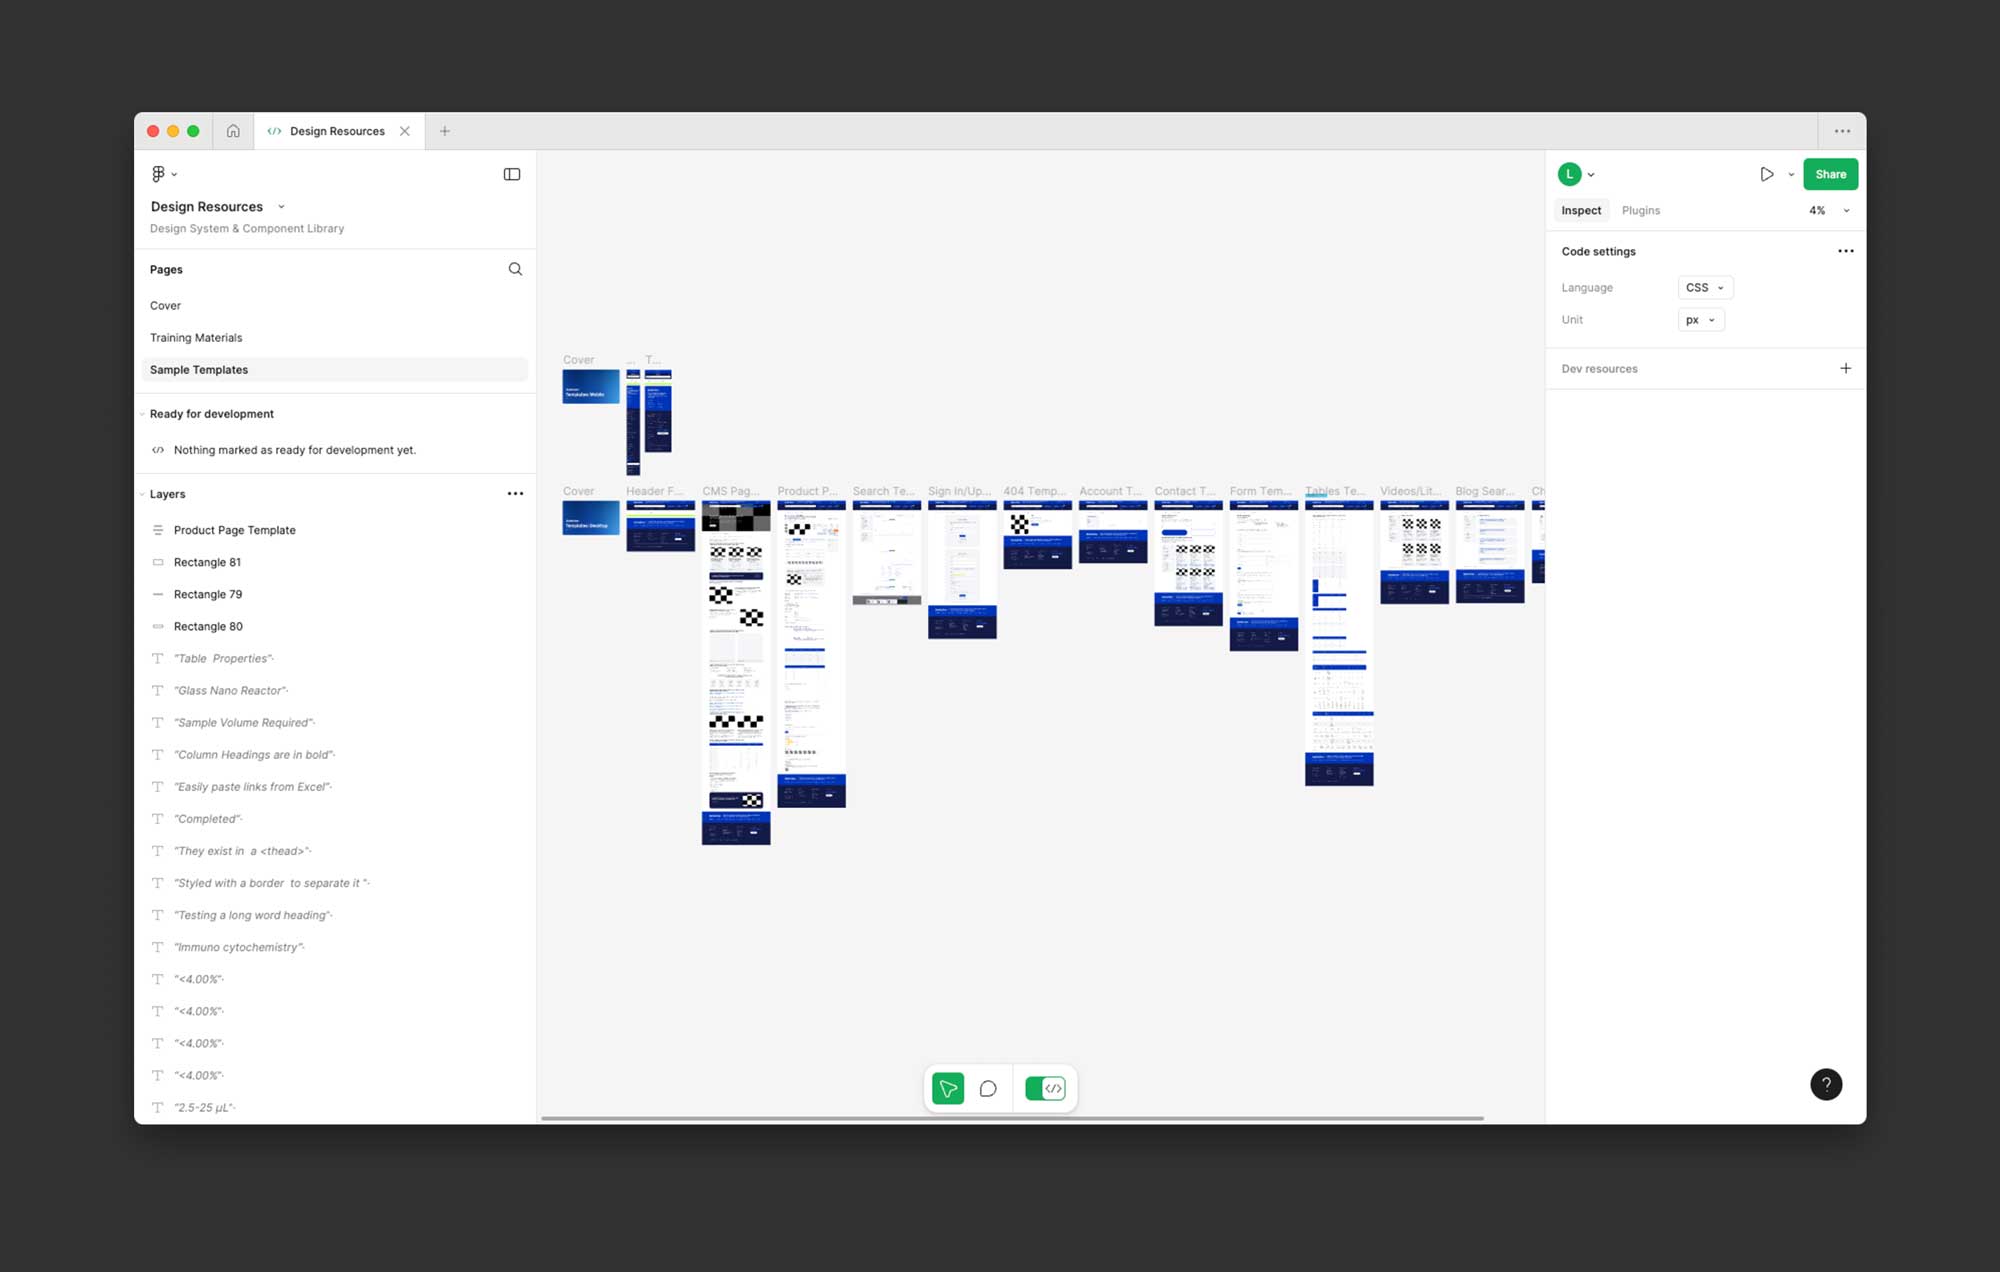 Design Resources
Design Resources
Design System & Component Library
Pages
Cover
Training Materials
Sample Templates
Ready for development
Nothing marked as ready for development yet.
Layers
Product Page Template
Rectangle 81
Rectangle 79
Rectangle 80
"Table  Properties"·
"Glass Nano Reactor"·
"Sample Volume Required"·
"Column Headings are in bold"·
"Easily paste links from Excel"·
"Completed"·
"They exist in  a <thead>"·
"Styled with a border  to separate it "·
"Testing a long word heading"·
"Immuno cytochemistry"·
"<4.00%"·
"<4.00%"·
"<4.00%"·
"<4.00%"·
"2.5-25 µL"·
Cover ... T...
Templates Mobile
Cover Header F... CMS Pag... Product P... Search Te... Sign In/Up... 404 Temp... Account T... Contact T... Form Tem... Tables Te... Videos/Lit... Blog Sear... Ch
Templates Desktop
L
Share
Inspect Plugins 4%
Code settings
Language CSS
Unit px
Dev resources
?